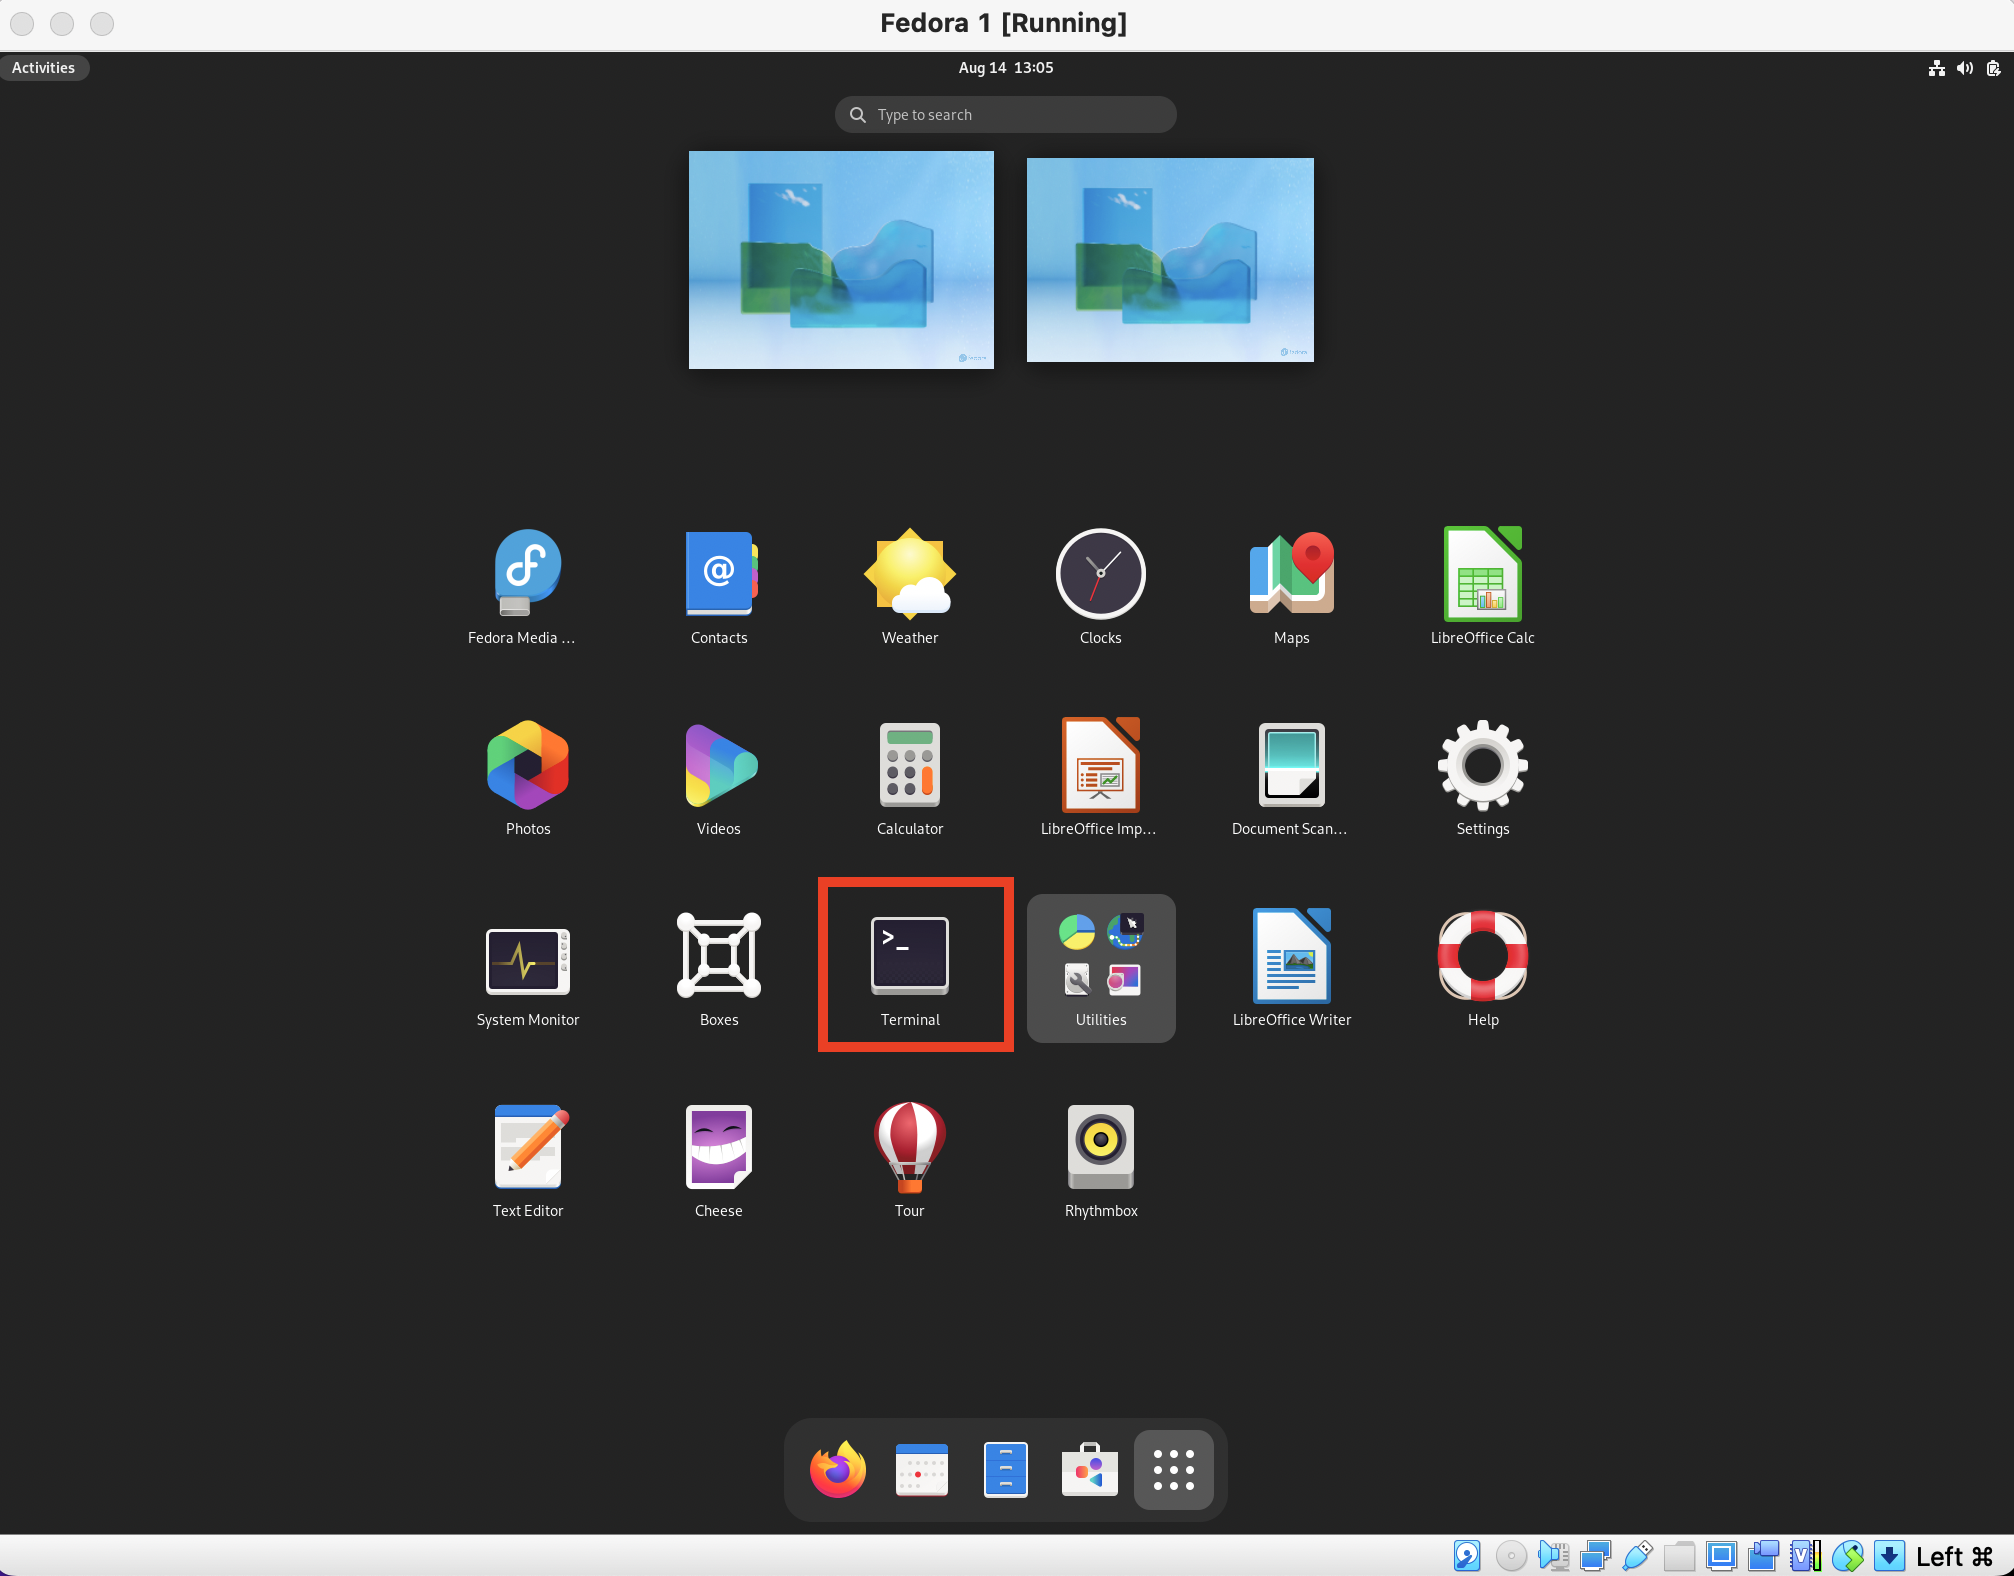 Fedora 1 [Running]
Activities
Aug 14 13:05
Type to search
Fedora Media ...
Contacts
Weather
Clocks
Maps
LibreOffice Calc
Photos
Videos
Calculator
LibreOffice Imp...
Document Scan...
Settings
System Monitor
Boxes
>_
Terminal
Utilities
LibreOffice Writer
Help
Text Editor
Cheese
Tour
Rhythmbox
Left ⌘